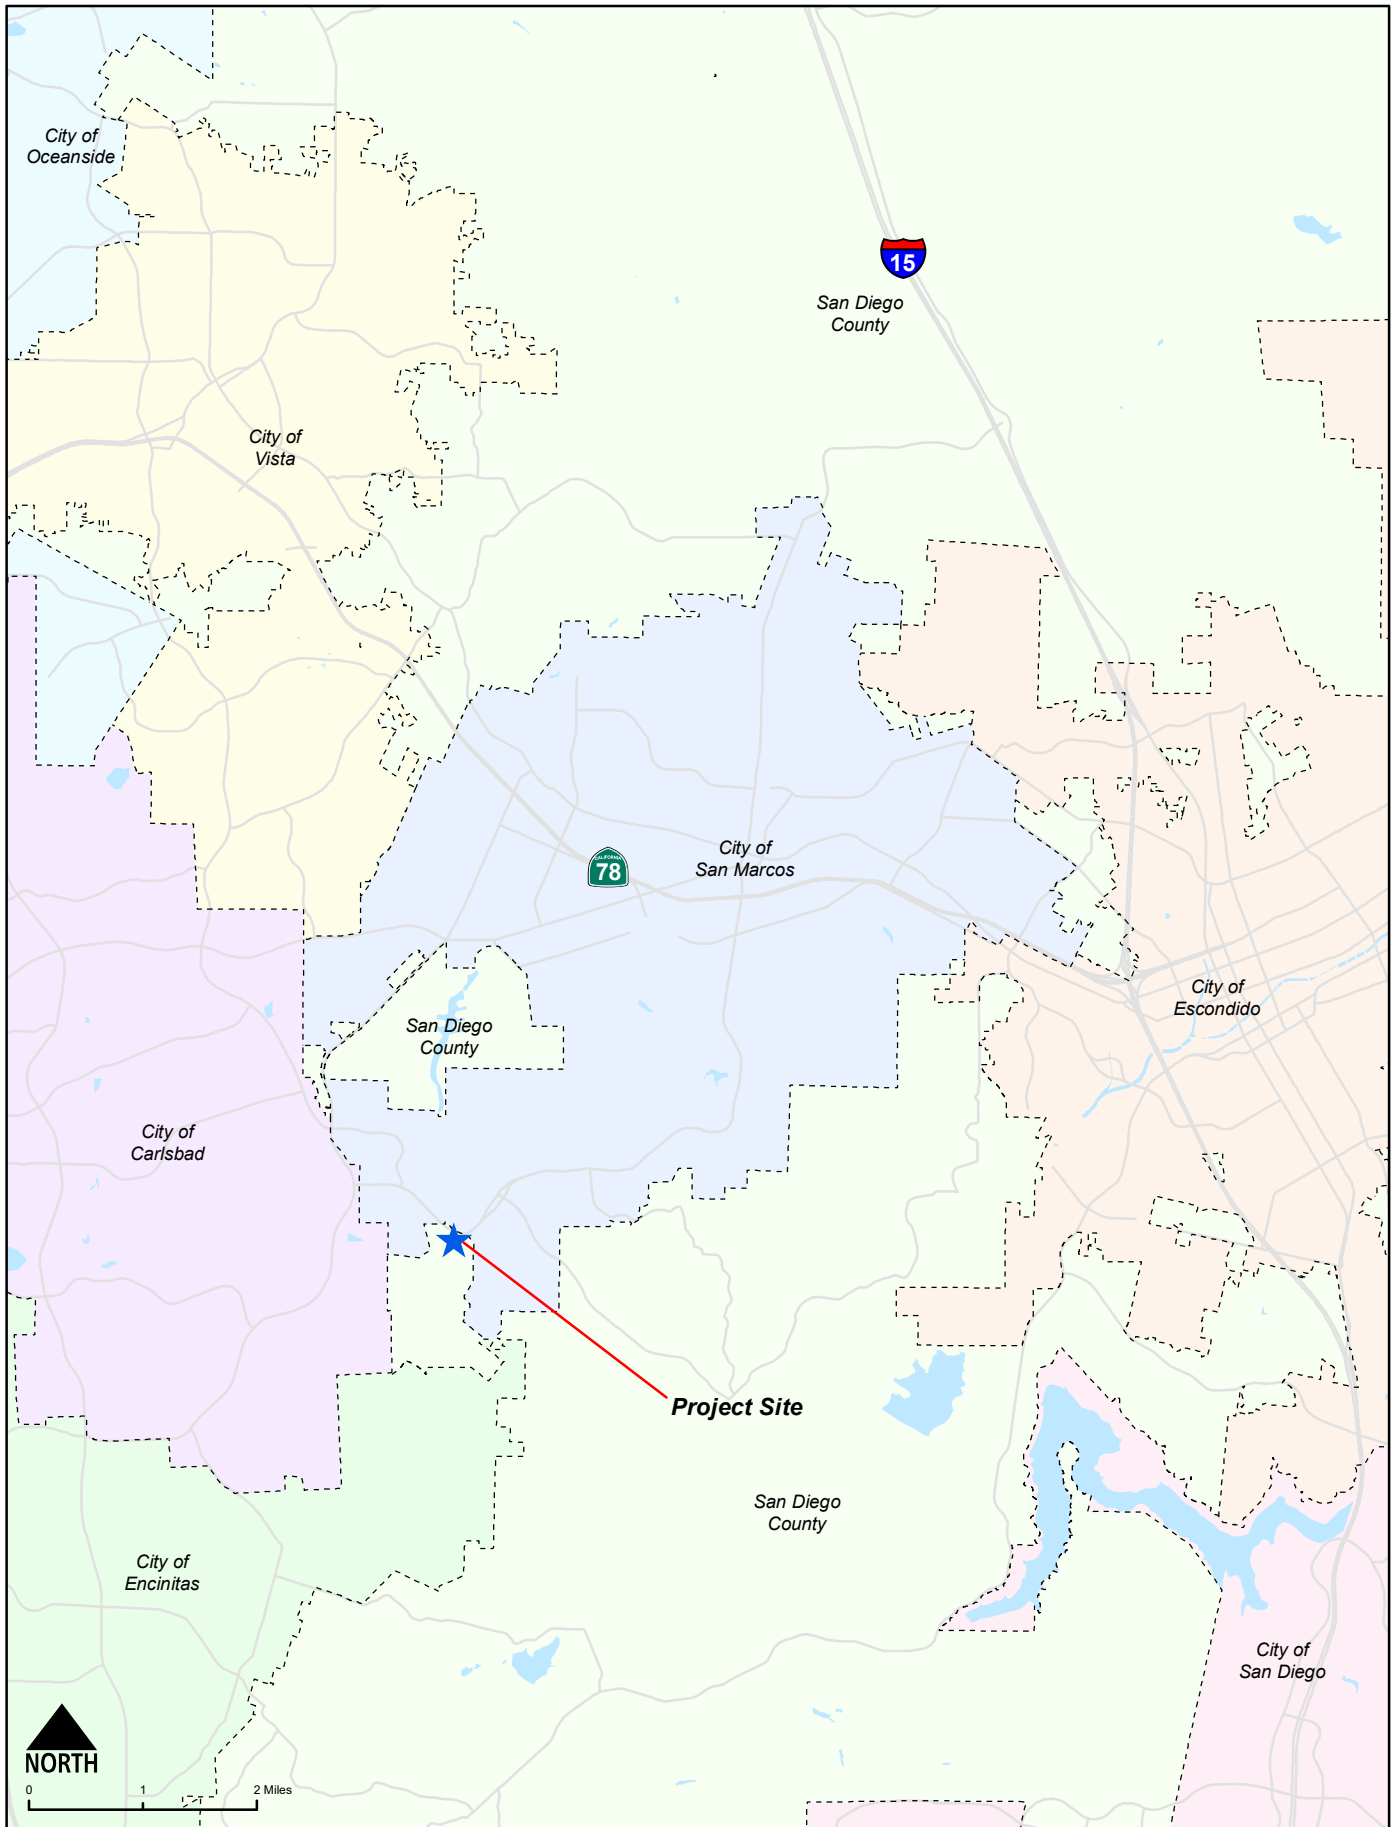 City of
Oceanside
15
San Diego
County
City of
Vista
CALIFORNIA
78
City of
San Marcos
City of
Escondido
San Diego
County
City of
Carlsbad
Project Site
San Diego
County
City of
Encinitas
City of
San Diego
NORTH
0 1 2 Miles